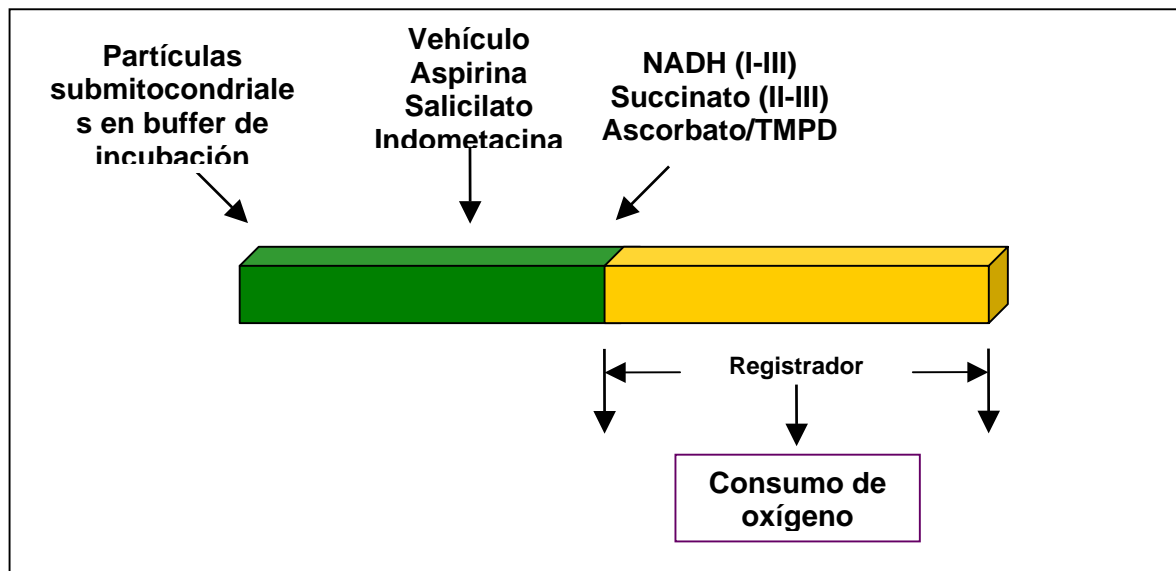 Partículas
submitocondriale
s en buffer de
incubación
Vehículo
Aspirina
Salicilato
Indometacina
NADH (I-III)
Succinato (II-III)
Ascorbato/TMPD
Registrador
Consumo de
oxígeno